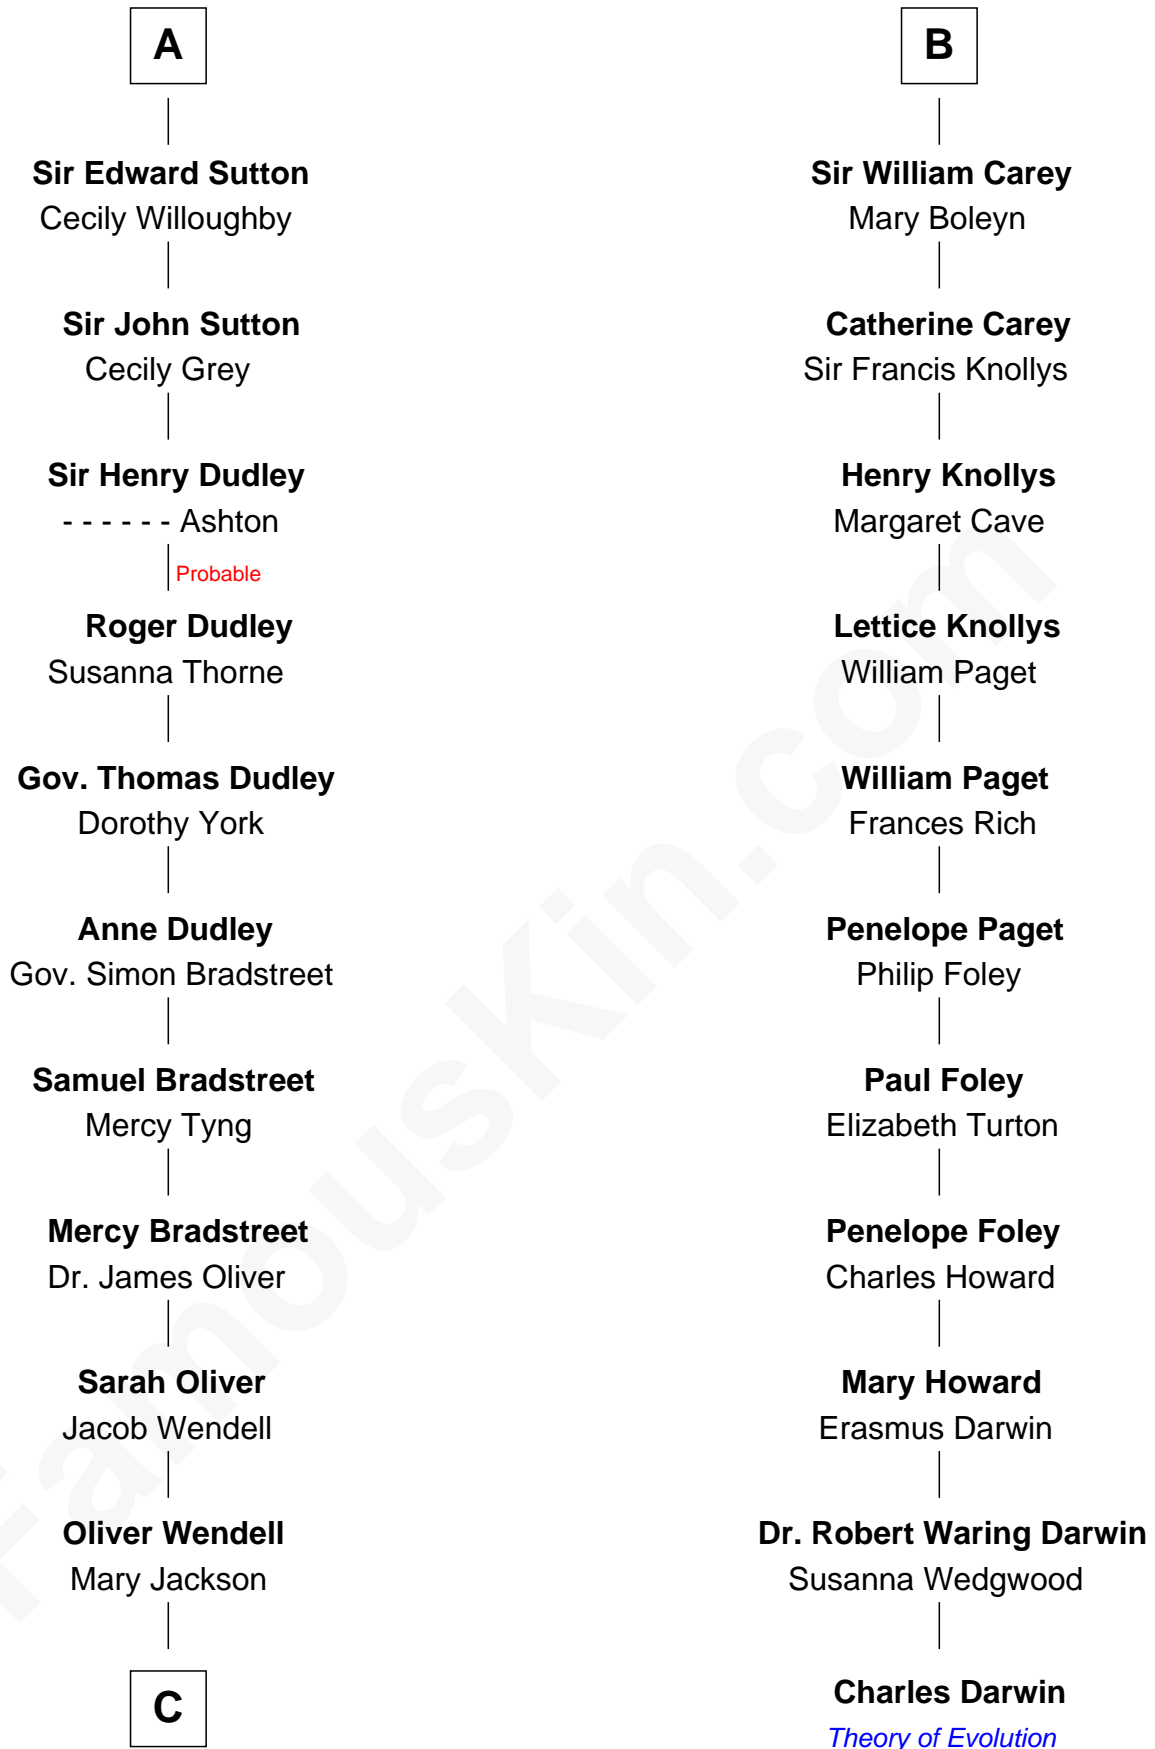 A
Sir Edward Sutton
Cecily Willoughby
Sir John Sutton
Cecily Grey
Sir Henry Dudley
- - - - - - Ashton
Probable
Roger Dudley
Susanna Thorne
Gov. Thomas Dudley
Dorothy York
Anne Dudley
Gov. Simon Bradstreet
Samuel Bradstreet
Mercy Tyng
Mercy Bradstreet
Dr. James Oliver
Sarah Oliver
Jacob Wendell
Oliver Wendell
Mary Jackson
C
B
Sir William Carey
Mary Boleyn
Catherine Carey
Sir Francis Knollys
Henry Knollys
Margaret Cave
Lettice Knollys
William Paget
William Paget
Frances Rich
Penelope Paget
Philip Foley
Paul Foley
Elizabeth Turton
Penelope Foley
Charles Howard
Mary Howard
Erasmus Darwin
Dr. Robert Waring Darwin
Susanna Wedgwood
Charles Darwin
Theory of Evolution
FamousKin.com